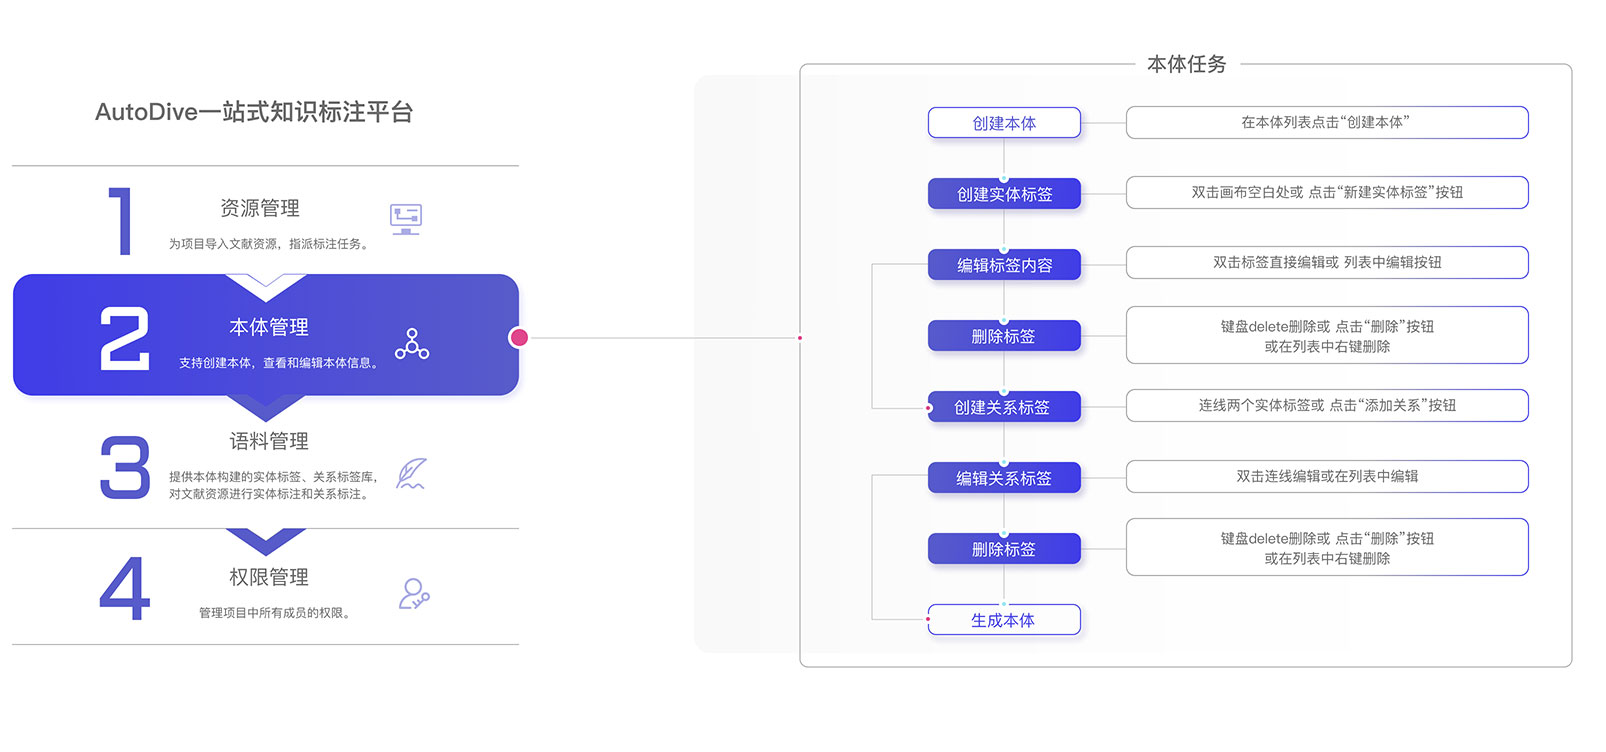 AutoDive一站式知识标注平台
1
资源管理
为项目导入文献资源，指派标注任务。
2
本体管理
支持创建本体，查看和编辑本体信息。
3
语料管理
提供本体构建的实体标签、关系标签库，
对文献资源进行实体标注和关系标注。
4
权限管理
管理项目中所有成员的权限。
本体任务
创建本体
在本体列表点击“创建本体”
创建实体标签
双击画布空白处或 点击“新建实体标签”按钮
编辑标签内容
双击标签直接编辑或 列表中编辑按钮
删除标签
键盘delete删除或 点击“删除”按钮
或在列表中右键删除
创建关系标签
连线两个实体标签或 点击“添加关系”按钮
编辑关系标签
双击连线编辑或在列表中编辑
删除标签
键盘delete删除或 点击“删除”按钮
或在列表中右键删除
生成本体